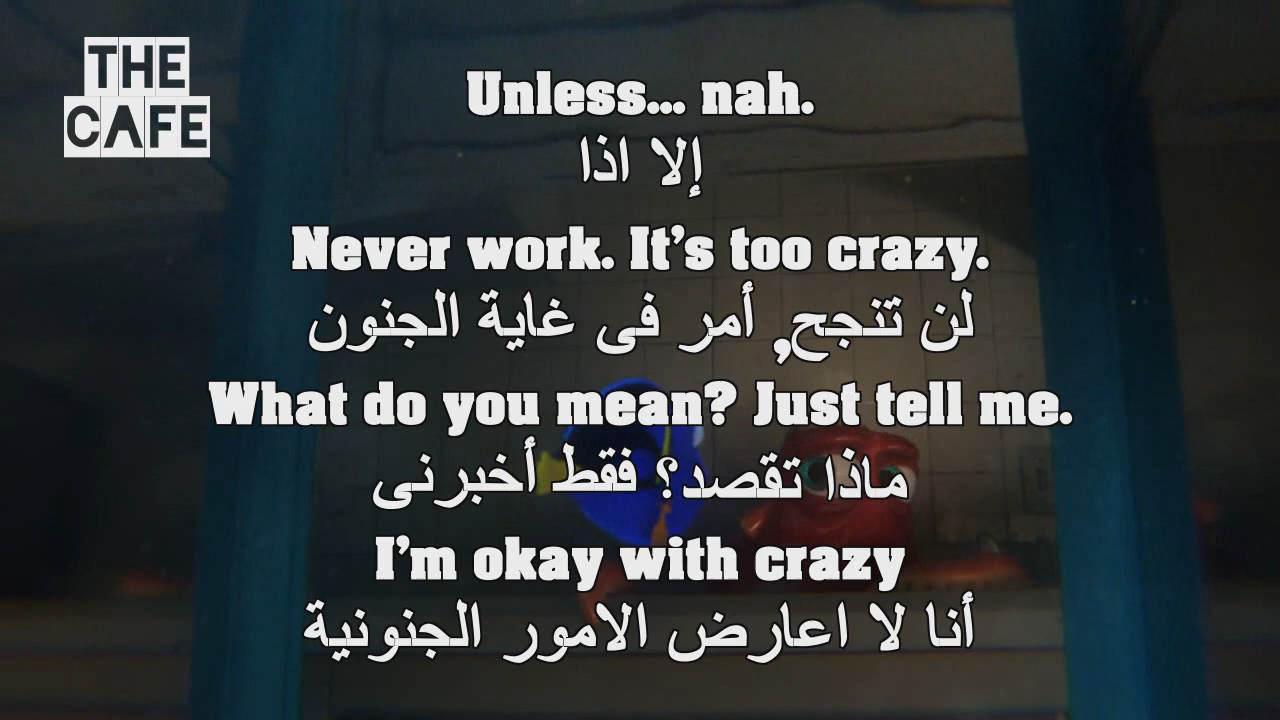 THE
CAFE
Unless... nah.
إلا اذا
Never work. It's too crazy.
لن تنجح, أمر فى غاية الجنون
What do you mean? Just tell me.
ماذا تقصد؟ فقط أخبرنى
I'm okay with crazy
أنا لا اعارض الامور الجنونية